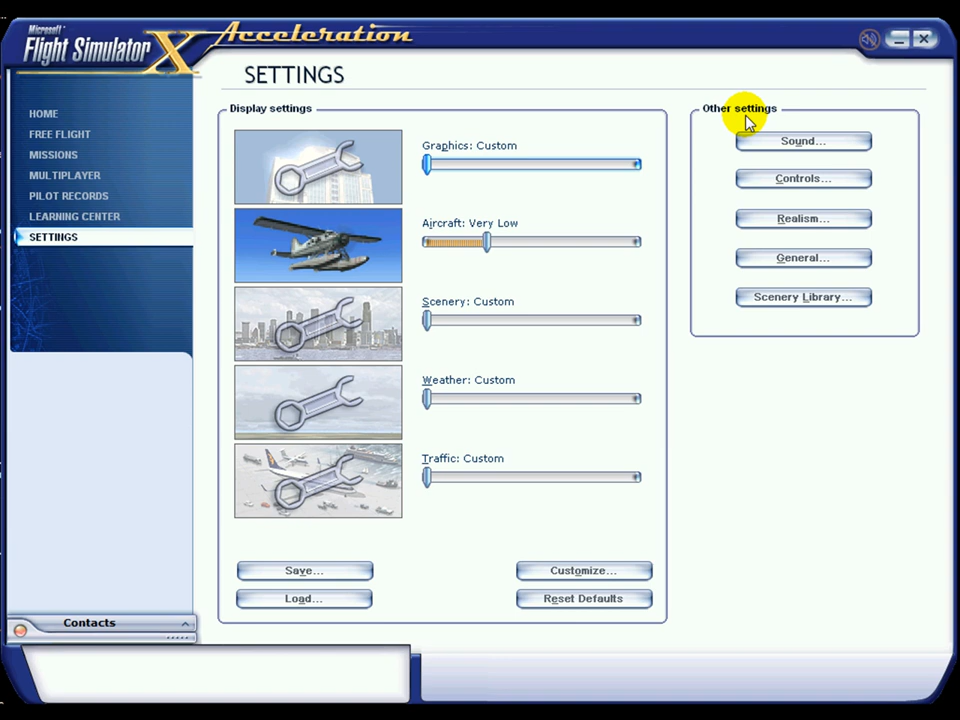 Microsoft
Flight Simulator X Acceleration
SETTINGS
HOME
FREE FLIGHT
MISSIONS
MULTIPLAYER
PILOT RECORDS
LEARNING CENTER
SETTINGS
Display settings
Graphics: Custom
Aircraft: Very Low
Scenery: Custom
Weather: Custom
Traffic: Custom
Save...
Customize...
Load...
Reset Defaults
Other settings
Sound...
Controls...
Realism...
General...
Scenery Library...
Contacts